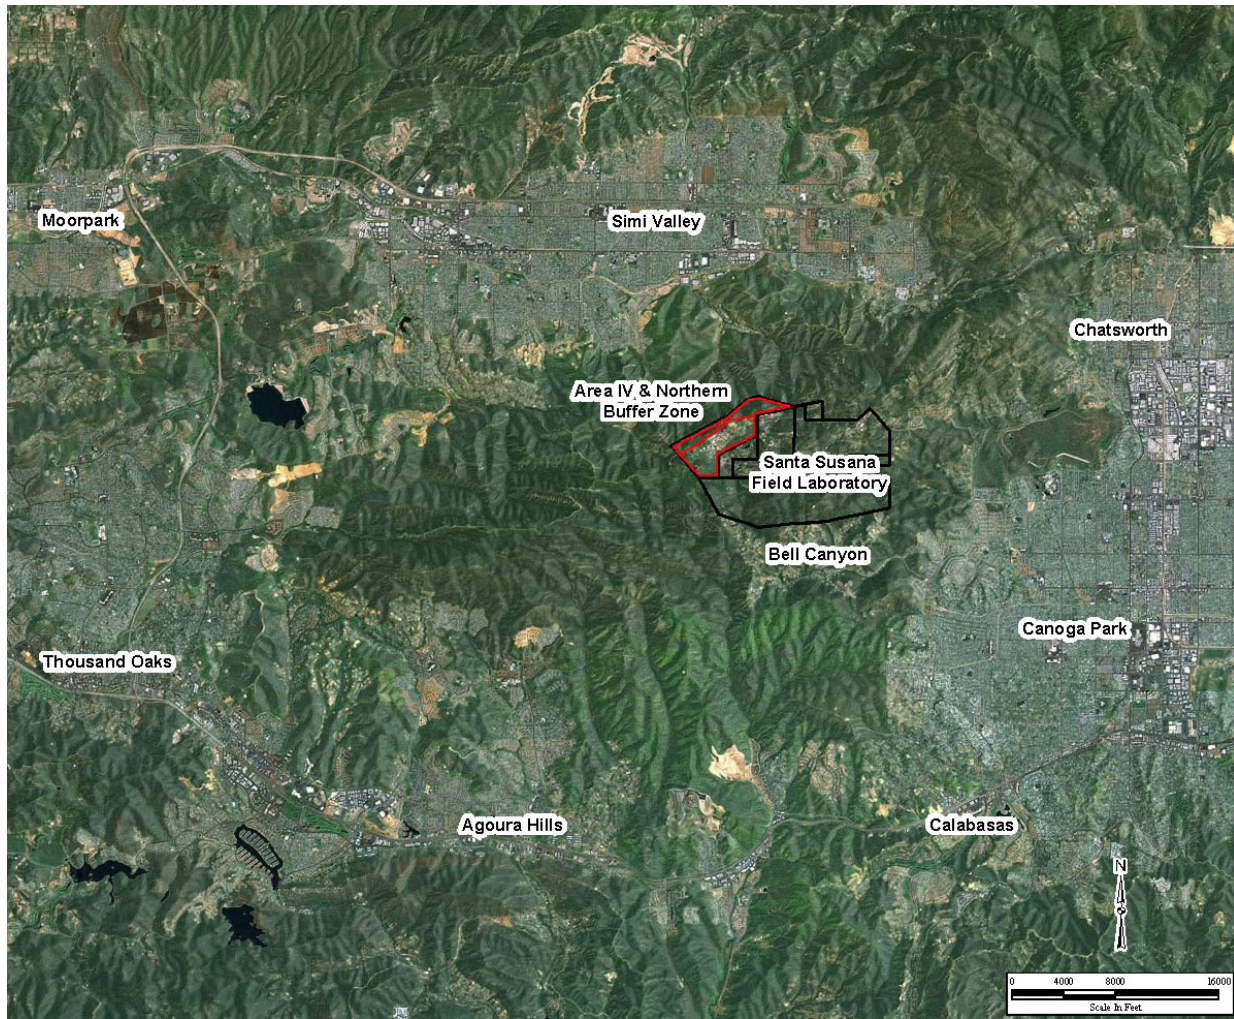 Moorpark
Simi Valley
Chatsworth
Area IV & Northern
Buffer Zone
Santa Susana
Field Laboratory
Bell Canyon
Canoga Park
Thousand Oaks
Agoura Hills
Calabasas
N
0 4000 8000 16000
Scale In Feet